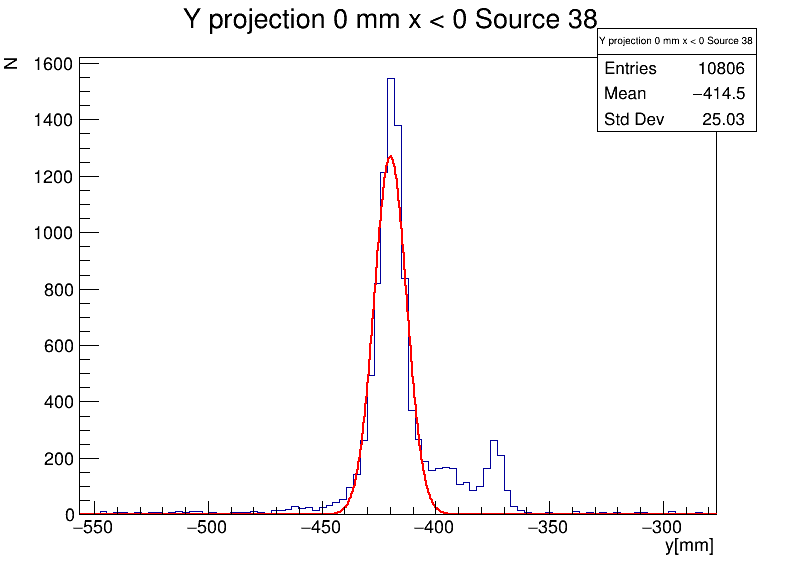 Y projection 0 mm x < 0 Source 38
Y projection 0 mm x < 0 Source 38
Entries 10806
Mean −414.5
Std Dev 25.03
N
1600
1400
1200
1000
800
600
400
200
0
−550 −500 −450 −400 −350 −300
y[mm]